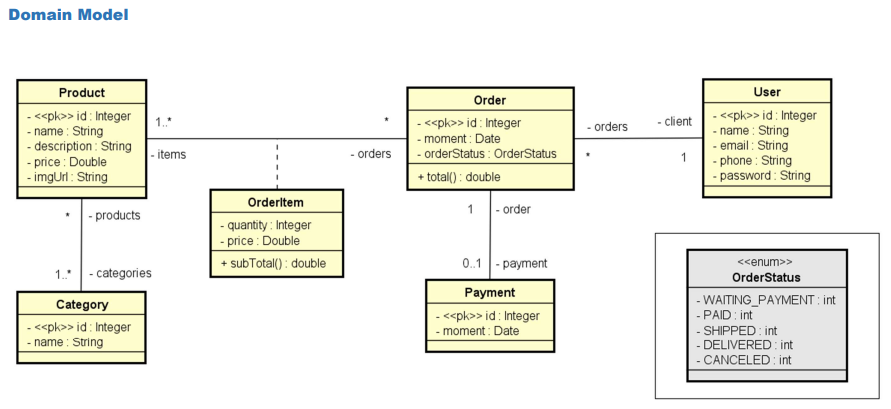 Domain Model
Product
- <<pk>> id : Integer
- name : String
- description : String
- price : Double
- imgUrl : String
1..*
- items
*
- orders
Order
- <<pk>> id : Integer
- moment : Date
- orderStatus : OrderStatus
+ total() : double
- orders
*
- client
1
User
- <<pk>> id : Integer
- name : String
- email : String
- phone : String
- password : String
OrderItem
- quantity : Integer
- price : Double
+ subTotal() : double
* - products
1..* - categories
Category
- <<pk>> id : Integer
- name : String
1 - order
0..1 - payment
Payment
- <<pk>> id : Integer
- moment : Date
<<enum>>
OrderStatus
- WAITING_PAYMENT : int
- PAID : int
- SHIPPED : int
- DELIVERED : int
- CANCELED : int